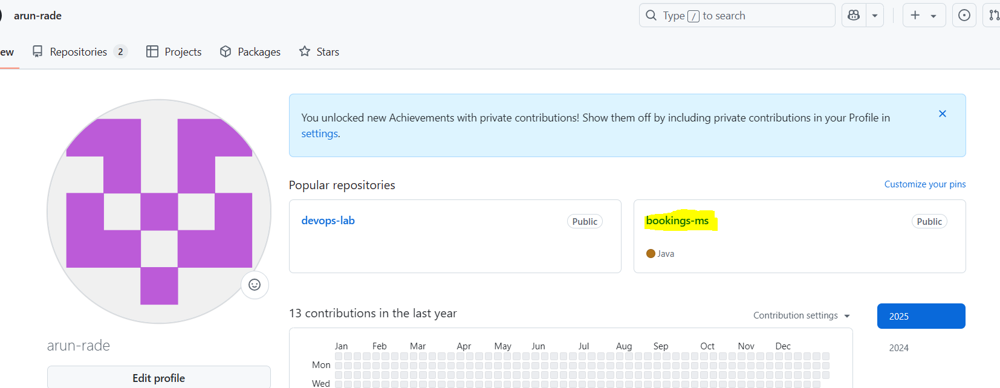 arun-rade
Type / to search
ew
Repositories 2
Projects
Packages
Stars
You unlocked new Achievements with private contributions! Show them off by including private contributions in your Profile in
settings.
Popular repositories
Customize your pins
devops-lab
Public
bookings-ms
Public
Java
13 contributions in the last year
Contribution settings
2025
2024
Jan Feb Mar Apr May Jun Jul Aug Sep Oct Nov Dec
Mon
Wed
arun-rade
Edit profile